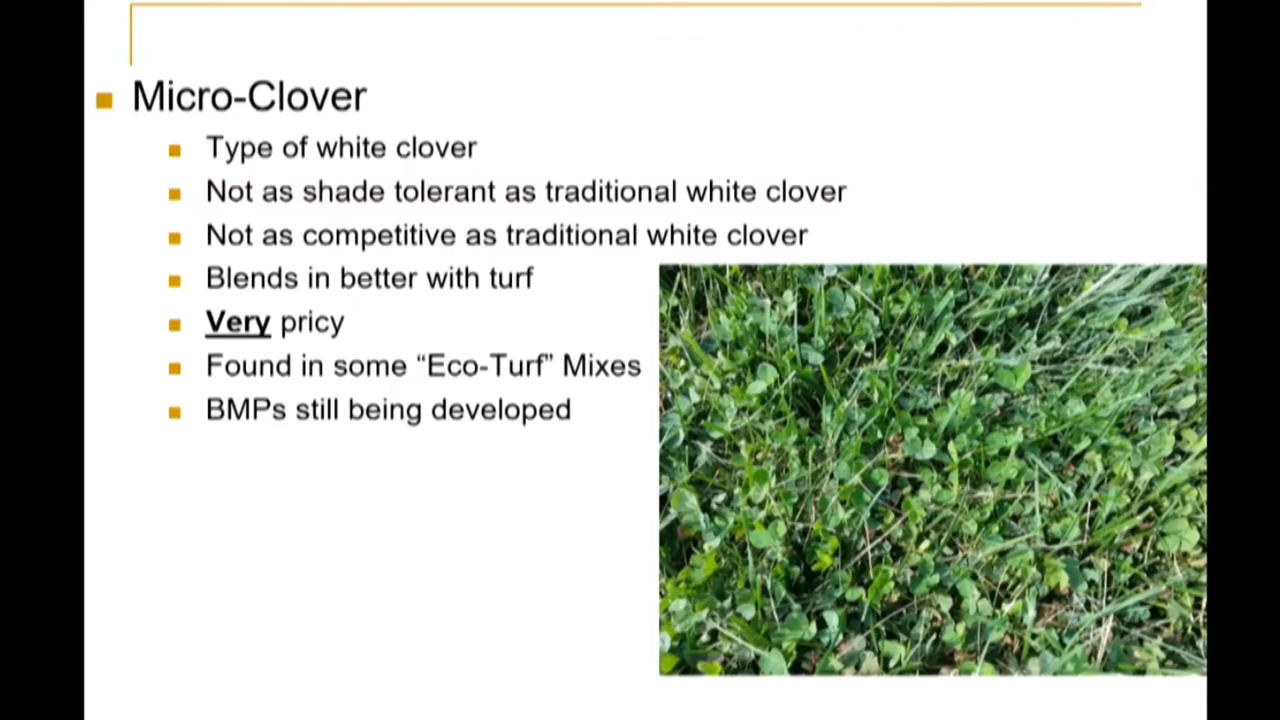 Micro-Clover
Type of white clover
Not as shade tolerant as traditional white clover
Not as competitive as traditional white clover
Blends in better with turf
Very pricy
Found in some “Eco-Turf” Mixes
BMPs still being developed